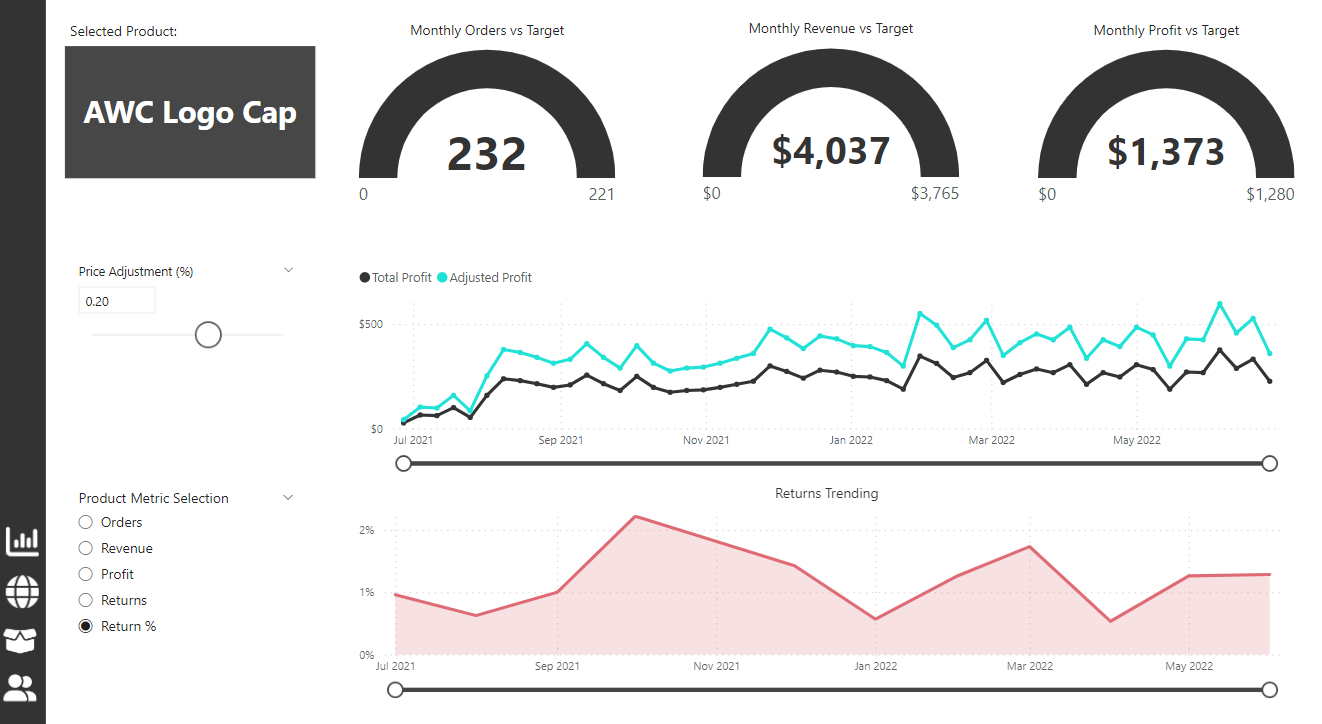 Selected Product:
AWC Logo Cap
Monthly Orders vs Target
232
0
221
Monthly Revenue vs Target
$4,037
$0
$3,765
Monthly Profit vs Target
$1,373
$0
$1,280
Price Adjustment (%)
0.20
Total Profit
Adjusted Profit
$500
$0
Jul 2021
Sep 2021
Nov 2021
Jan 2022
Mar 2022
May 2022
Product Metric Selection
Orders
Revenue
Profit
Returns
Return %
Returns Trending
2%
1%
0%
Jul 2021
Sep 2021
Nov 2021
Jan 2022
Mar 2022
May 2022